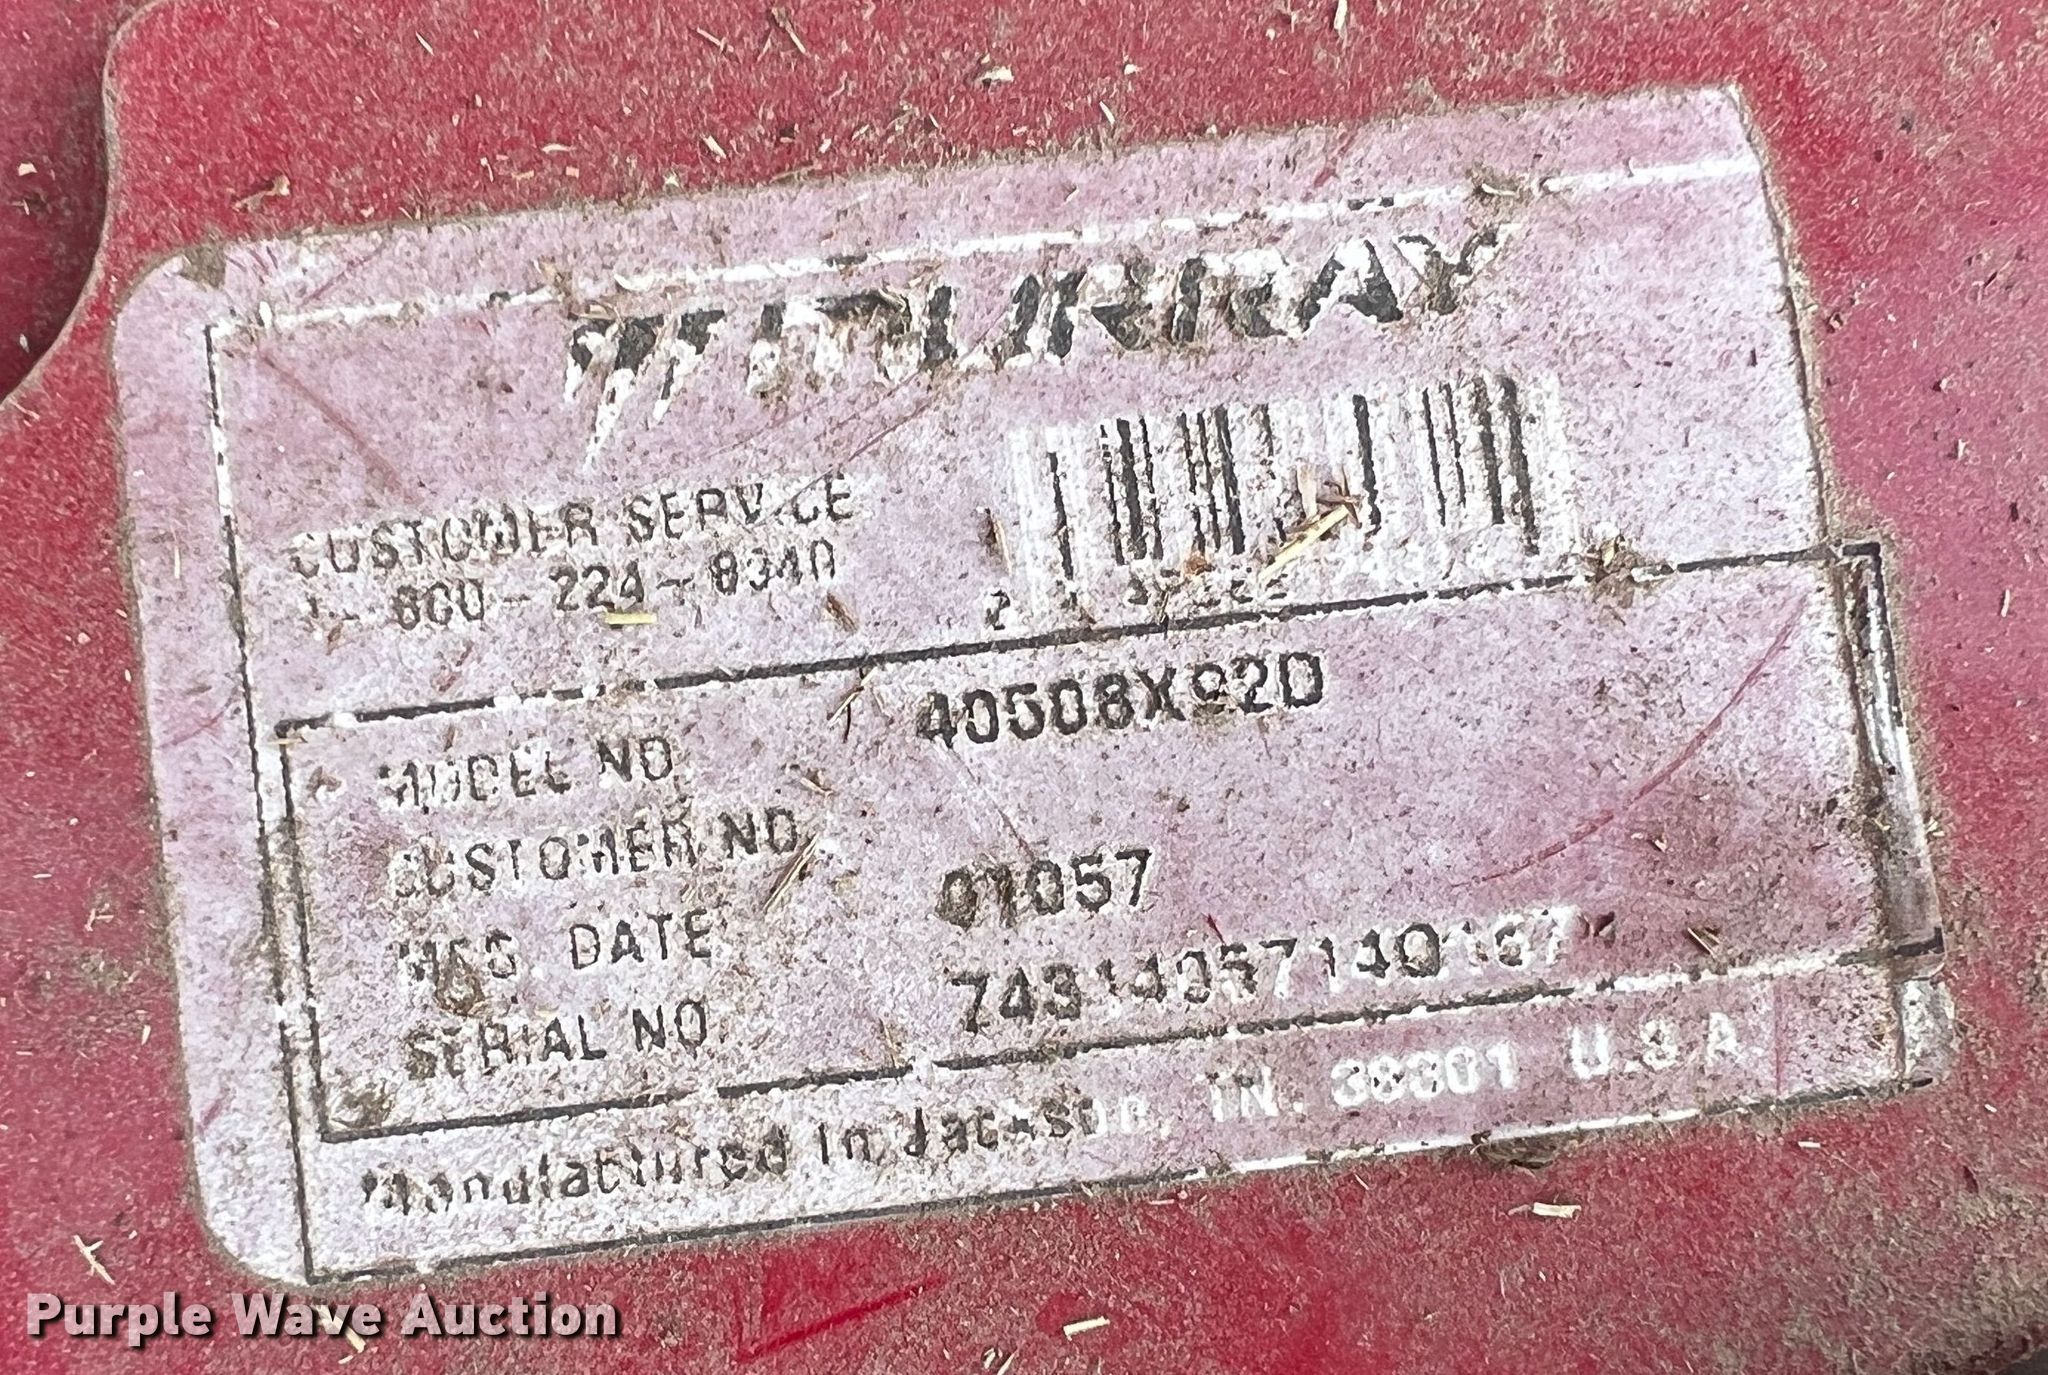 MURRAY
CUSTOMER SERVICE
1-800-224-8940
MODEL NO 40508X92D
CUSTOMER NO
MFG DATE 01057
SERIAL NO
Manufactured in Jackson, TN. 38301 U.S.A.
Purple Wave Auction